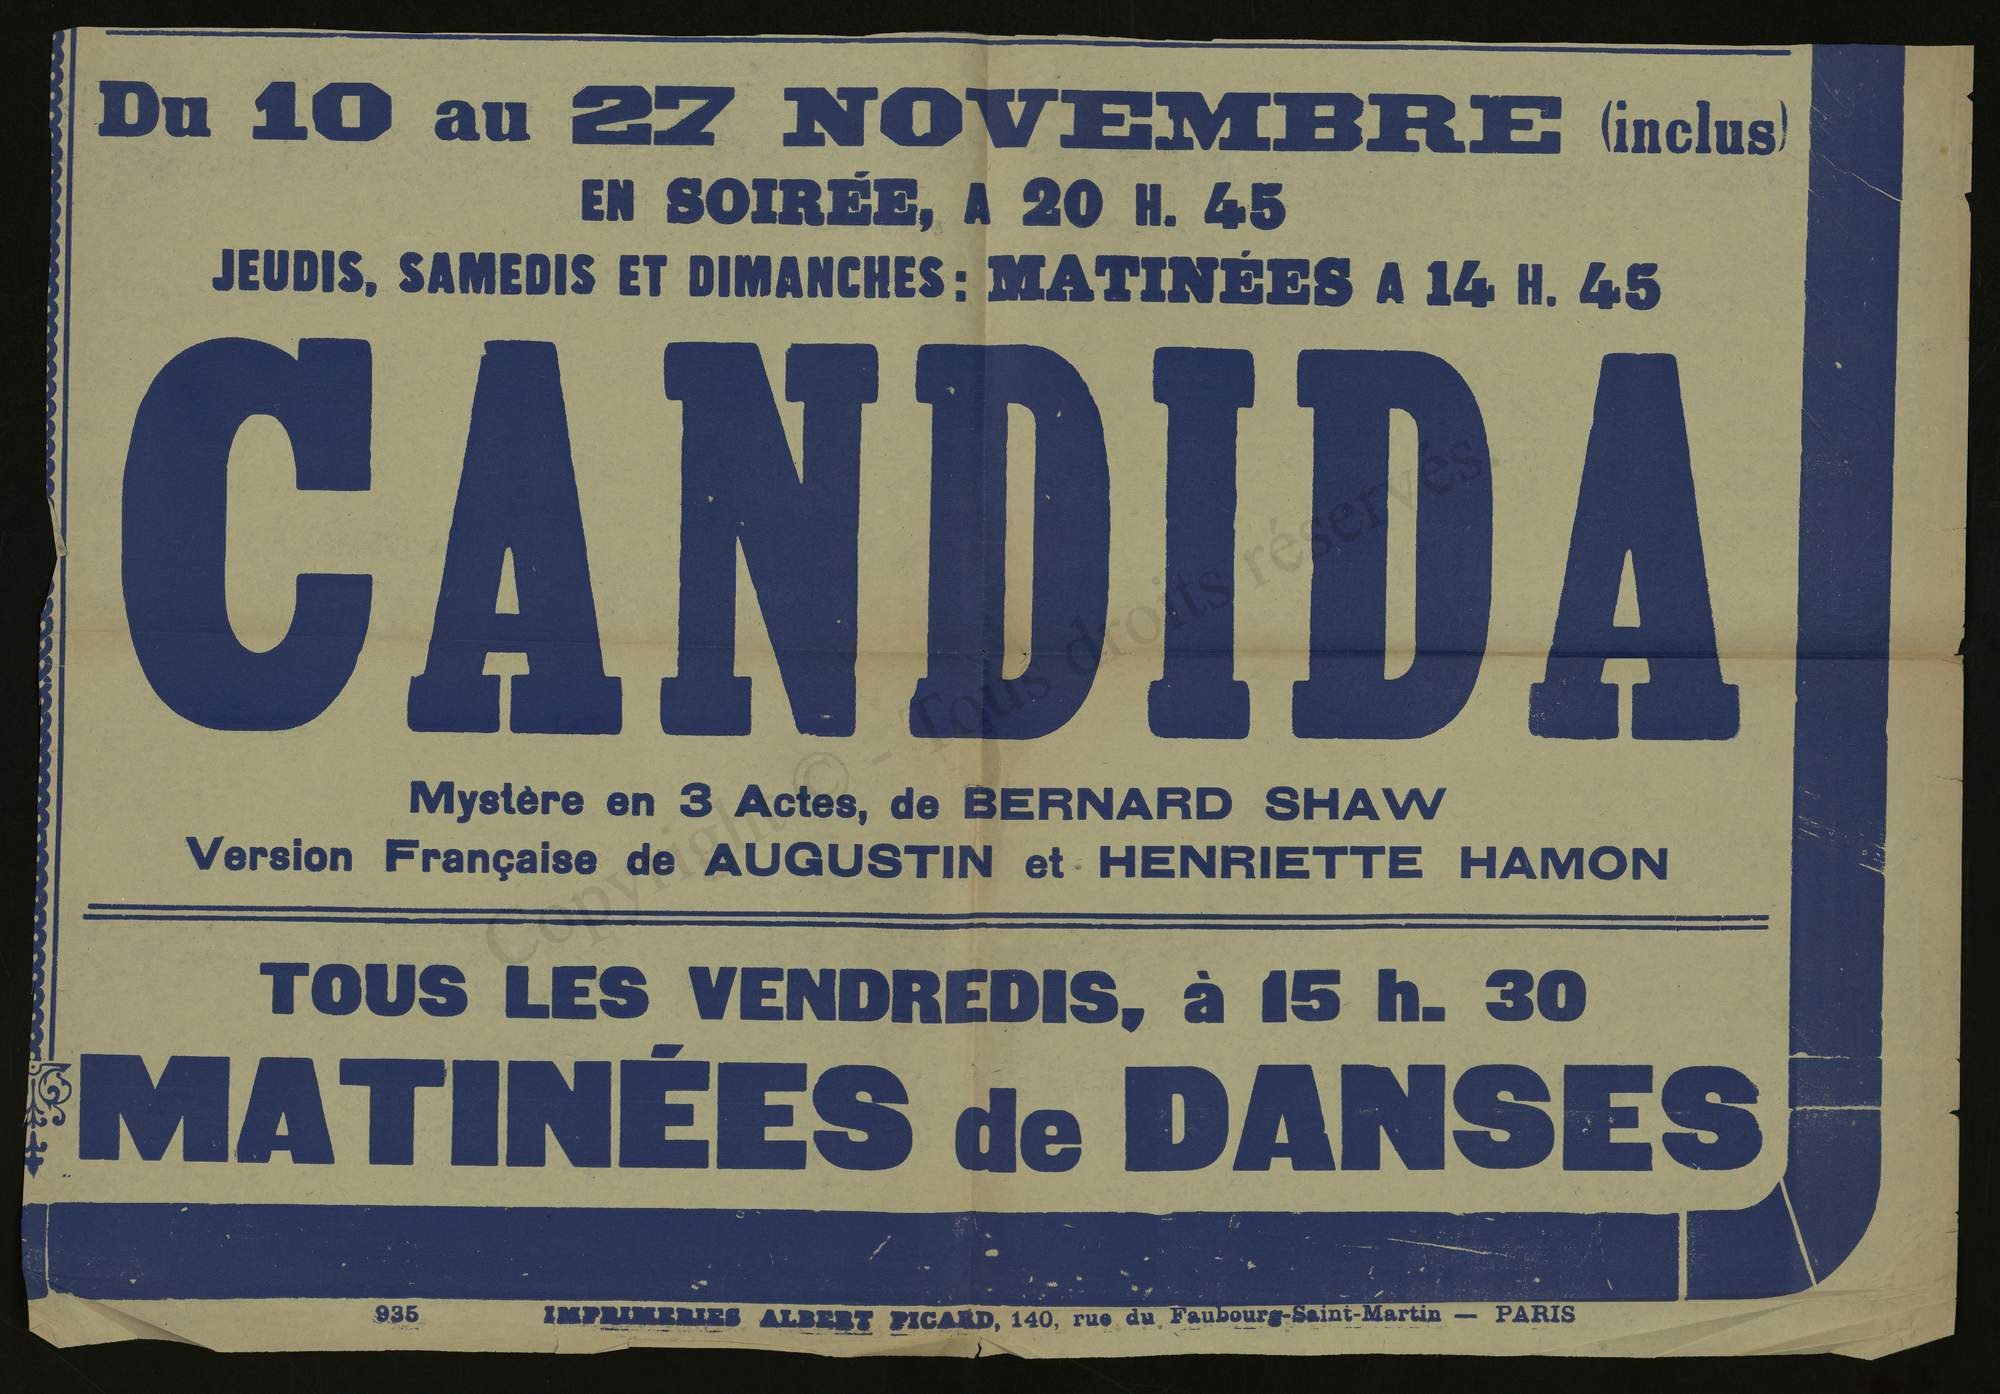 Du 10 au 27 NOVEMBRE (inclus)
EN SOIRÉE, A 20 H. 45
JEUDIS, SAMEDIS ET DIMANCHES : MATINÉES A 14 H. 45
CANDIDA
Mystère en 3 Actes, de BERNARD SHAW
Version Française de AUGUSTIN et HENRIETTE HAMON
TOUS LES VENDREDIS, à 15 h. 30
MATINÉES de DANSES
935 IMPRIMERIES ALBERT PICARD, 140, rue du Faubourg-Saint-Martin — PARIS
Copyright © - Tous droits réservés